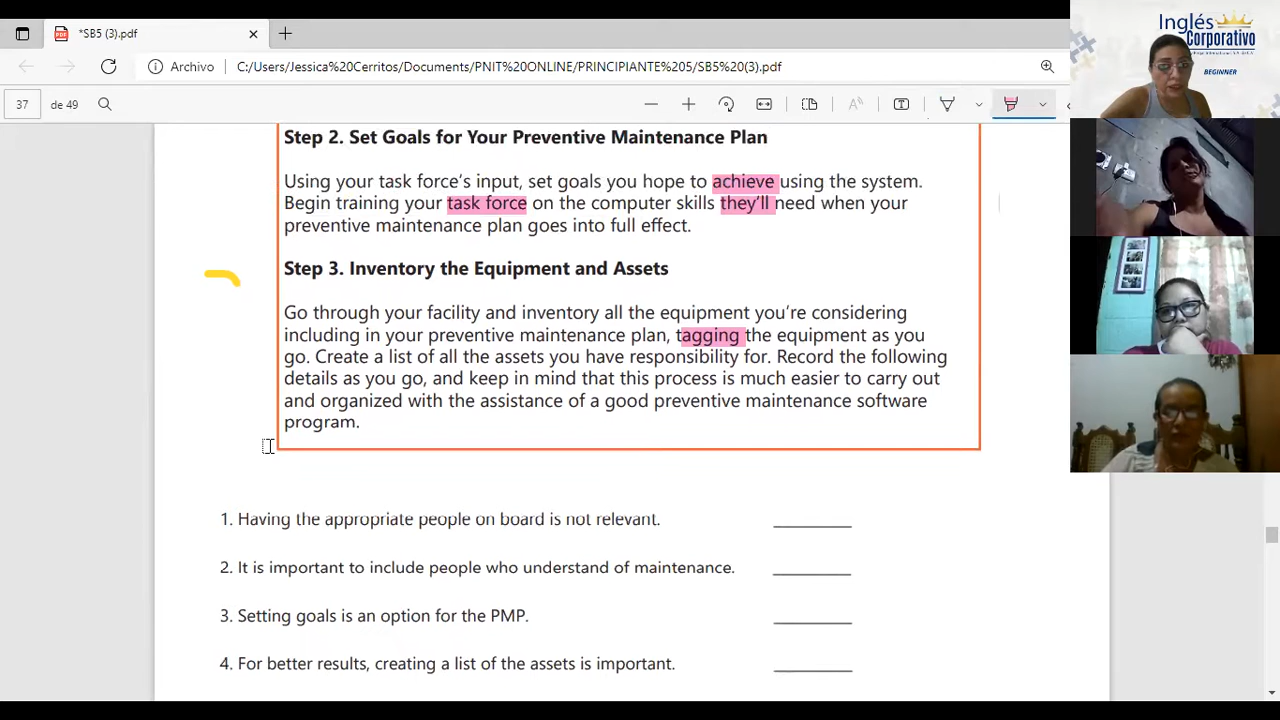 *SB5 (3).pdf
Archivo
C:/Users/Jessica%20Cerritos/Documents/PNIT%20ONLINE/PRINCIPIANTE%205/SB5%20(3).pdf
37 de 49
Inglés
Corporativo
BEGINNER
Step 2. Set Goals for Your Preventive Maintenance Plan
Using your task force's input, set goals you hope to achieve using the system.
Begin training your task force on the computer skills they'll need when your
preventive maintenance plan goes into full effect.
Step 3. Inventory the Equipment and Assets
Go through your facility and inventory all the equipment you're considering
including in your preventive maintenance plan, tagging the equipment as you
go. Create a list of all the assets you have responsibility for. Record the following
details as you go, and keep in mind that this process is much easier to carry out
and organized with the assistance of a good preventive maintenance software
program.
1. Having the appropriate people on board is not relevant. ________
2. It is important to include people who understand of maintenance. ________
3. Setting goals is an option for the PMP. ________
4. For better results, creating a list of the assets is important. ________